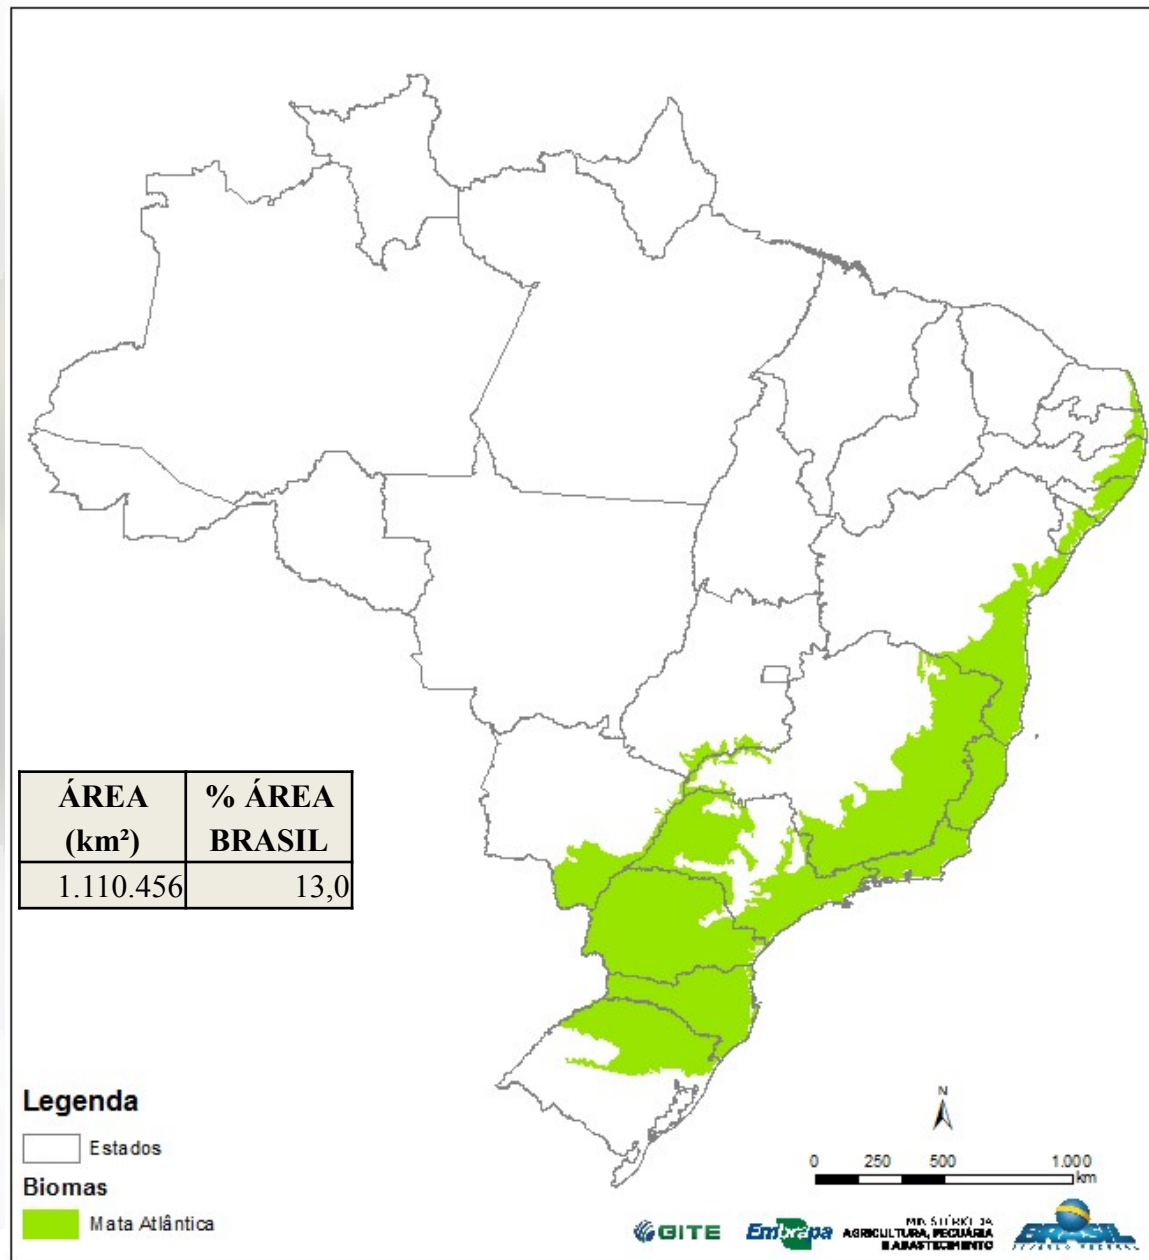 ÁREA % ÁREA
(km²) BRASIL
1.110.456 13,0
Legenda
Estados
Biomas
Mata Atlântica
N
0 250 500 1.000
km
GITE
Embrapa
MINISTÉRIO DA
AGRICULTURA, PECUÁRIA
E ABASTECIMENTO
BRASIL